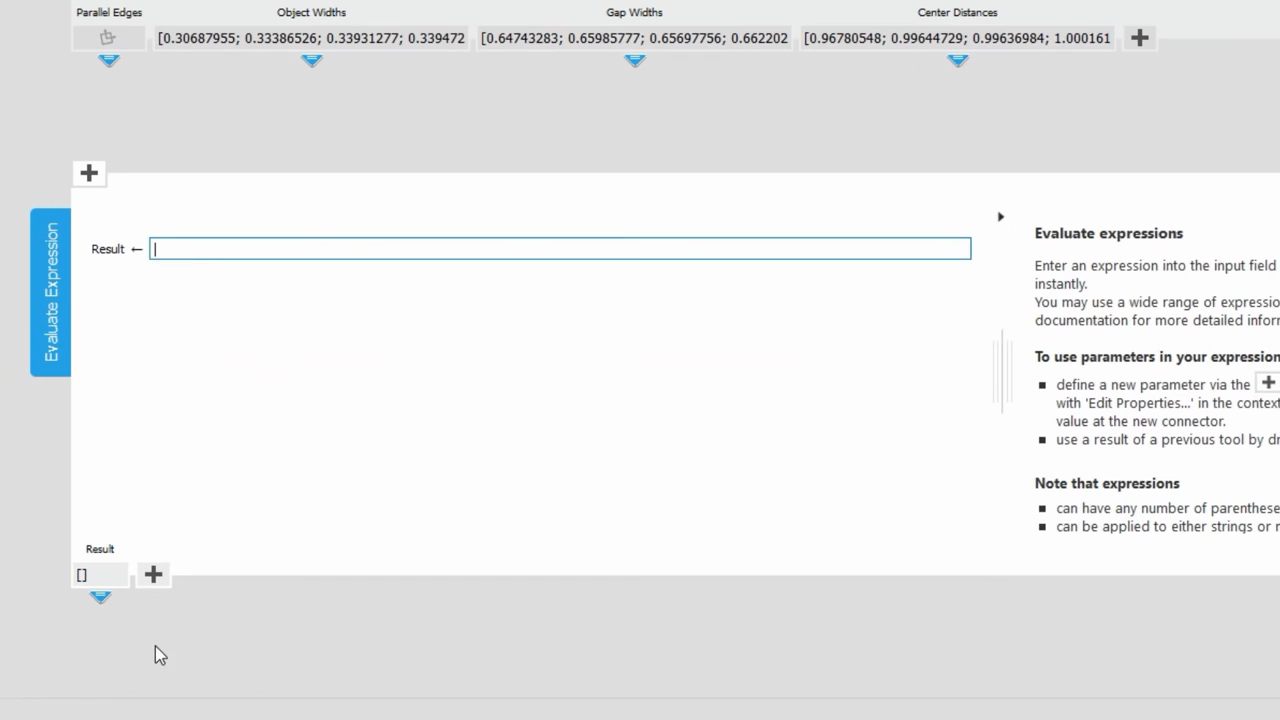 Parallel Edges
Object Widths
Gap Widths
Center Distances
[0.30687955; 0.33386526; 0.33931277; 0.339472
[0.64743283; 0.65985777; 0.65697756; 0.662202
[0.96780548; 0.99644729; 0.99636984; 1.000161
Evaluate Expression
Result ←
Evaluate expressions
Enter an expression into the input field
instantly.
You may use a wide range of expressio
documentation for more detailed inforr
To use parameters in your expression
define a new parameter via the
with 'Edit Properties...' in the context
value at the new connector.
use a result of a previous tool by dr
Note that expressions
can have any number of parenthese
can be applied to either strings or r
Result
[]